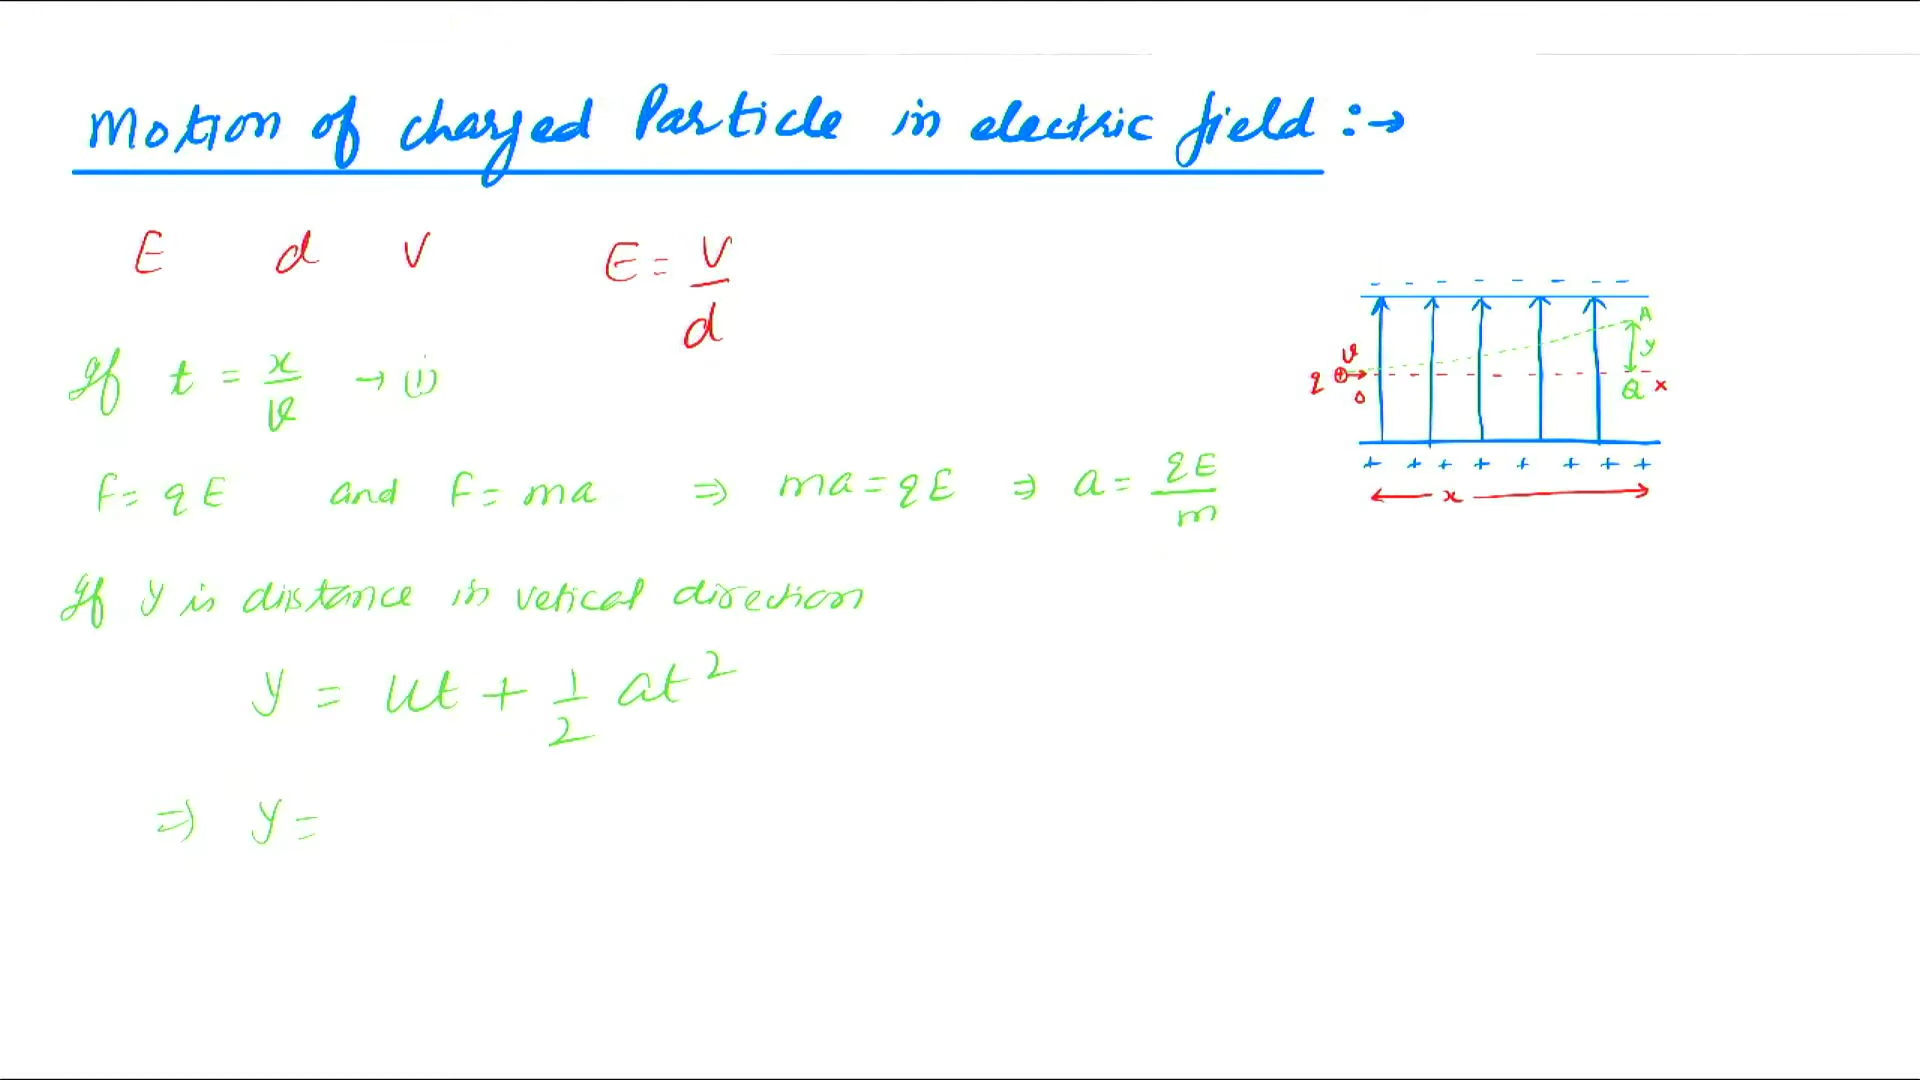 Motion of charged Particle in electric field :→
E d V E = V/d
If t = x/v → (i)
F = qE and F = ma ⇒ ma = qE ⇒ a = qE/m
If y is distance in vetical direction
y = ut + 1/2 at²
⇒ y =
- - - - - - - -
A
v
y
q ⊕ → x
o Q
+ + + + + + + +
x